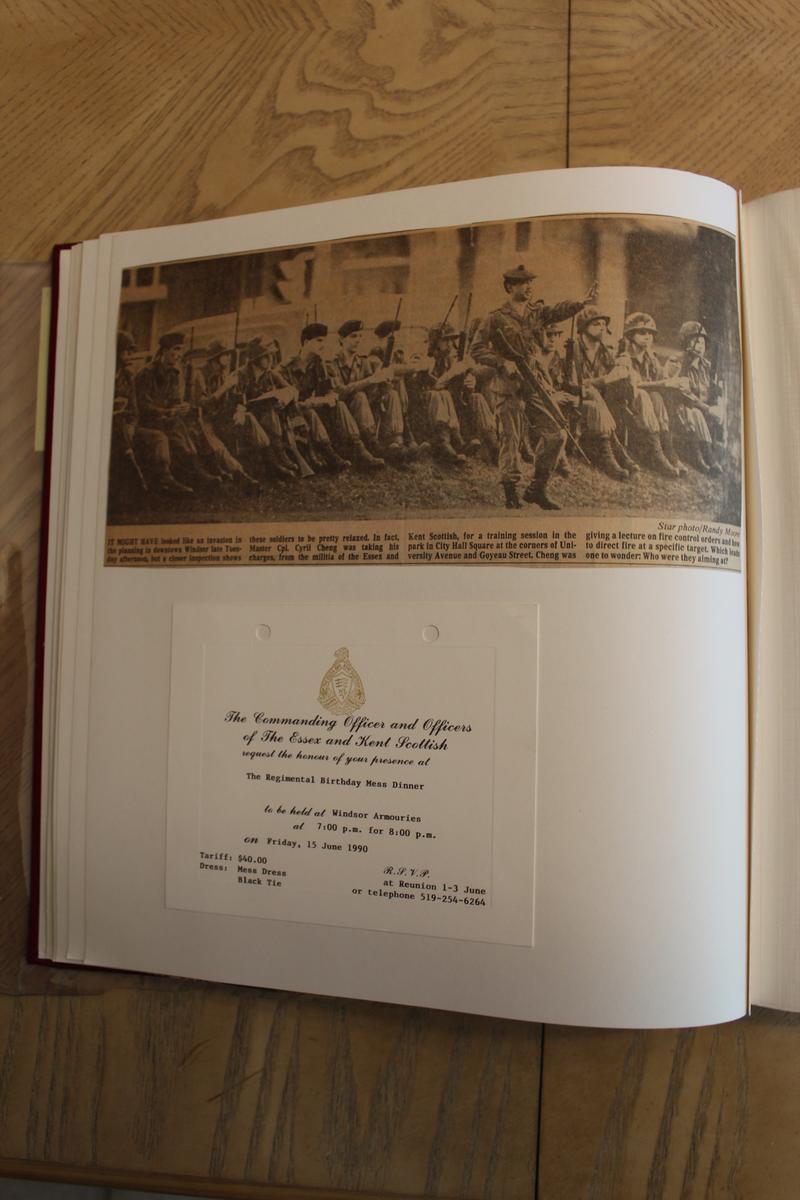 Star photo/Randy Moore
IT MIGHT HAVE looked like an invasion in
the planning in downtown Windsor late Tues-
day afternoon, but a closer inspection shows
these soldiers to be pretty relaxed. In fact,
Master Cpl. Cyril Cheng was taking his
charges, from the militia of the Essex and
Kent Scottish, for a training session in the
park in City Hall Square at the corners of Uni-
versity Avenue and Goyeau Street. Cheng was
giving a lecture on fire control orders and how
to direct fire at a specific target. Which leads
one to wonder: Who were they aiming at?
The Commanding Officer and Officers
of The Essex and Kent Scottish
request the honour of your presence at
The Regimental Birthday Mess Dinner
to be held at Windsor Armouries
at 7:00 p.m. for 8:00 p.m.
on Friday, 15 June 1990
Tariff: $40.00
Dress: Mess Dress
Black Tie
R.S.V.P.
at Reunion 1-3 June
or telephone 519-254-6264